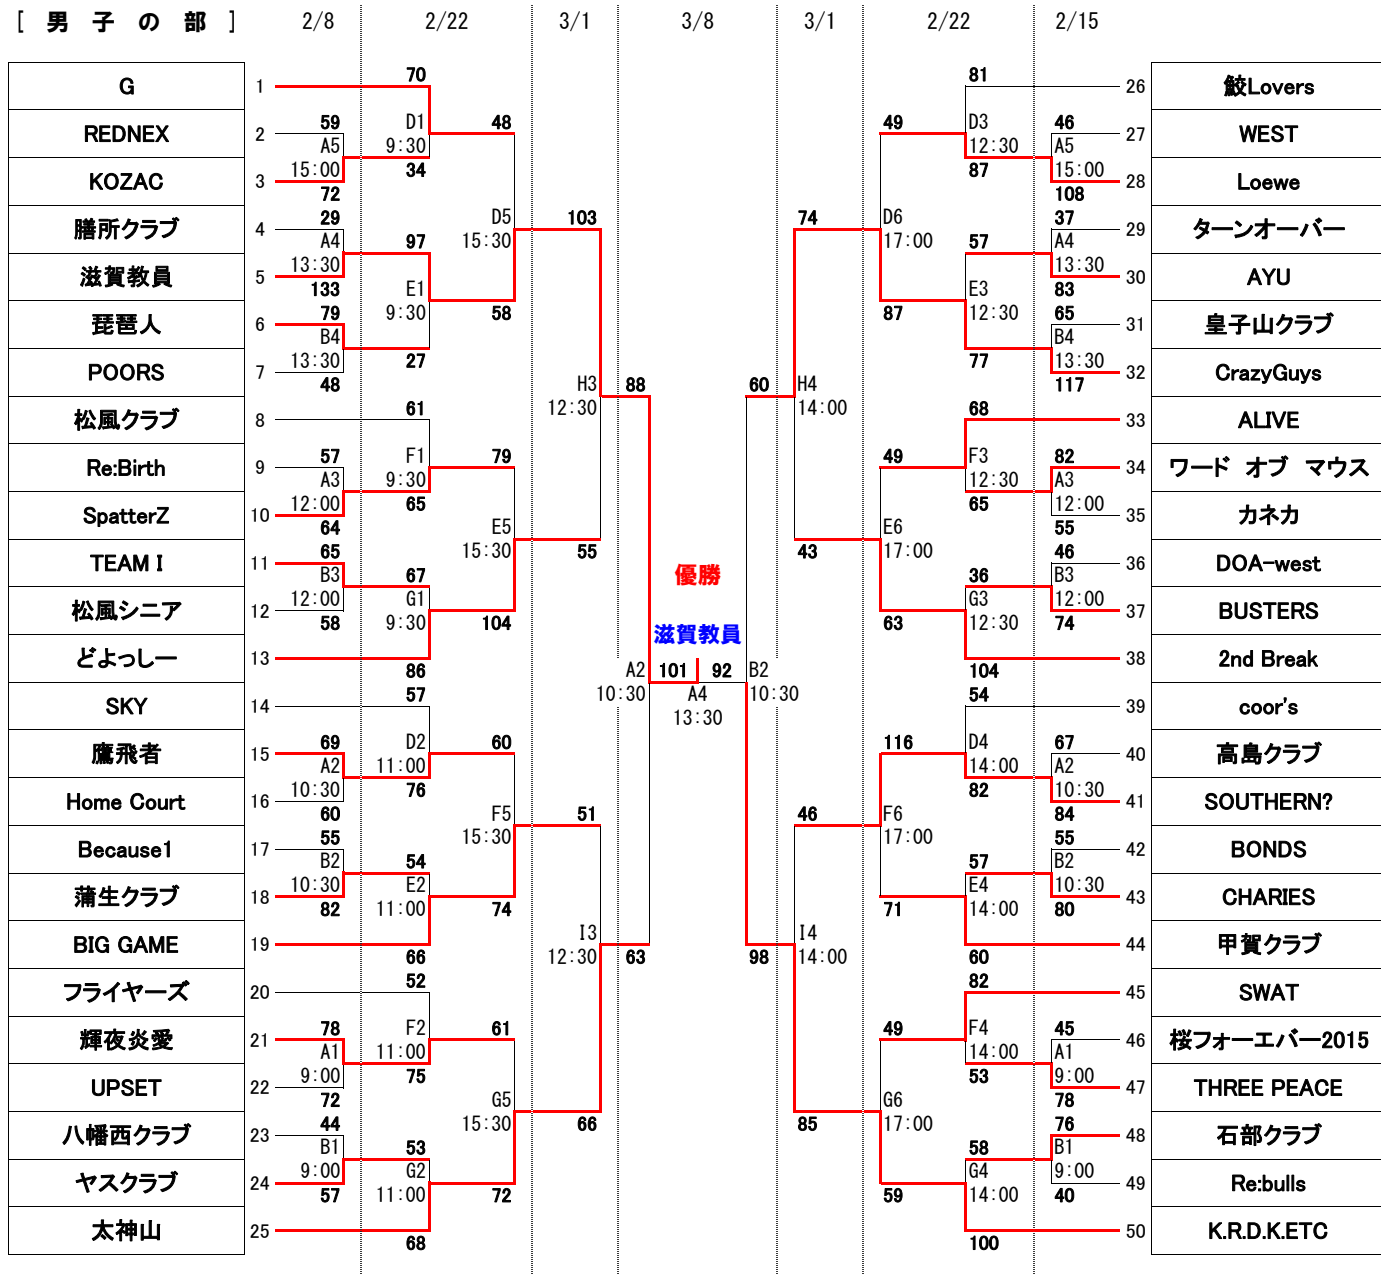 [ 男 子 の 部 ] 2/8 2/22 3/1 3/8 3/1 2/22 2/15
70 81
G 1 26 鮫Lovers
59 D1 48 49 D3 46
REDNEX 2 27 WEST
A5 9:30 12:30 A5
15:00 34 87 15:00
KOZAC 3 28 Loewe
72 108
29 D5 103 74 D6 37
膳所クラブ 4 29 ターンオーバー
A4 97 15:30 17:00 57 A4
13:30 13:30
滋賀教員 5 30 AYU
133 E1 E3 83
79 9:30 58 87 12:30 65
琵琶人 6 31 皇子山クラブ
B4 B4
13:30 27 77 13:30
POORS 7 32 CrazyGuys
48 H3 88 60 H4 117
61 12:30 14:00 68
松風クラブ 8 33 ALIVE
57 F1 79 49 F3 82
Re:Birth 9 34 ワード オブ マウス
A3 9:30 12:30 A3
12:00 65 65 12:00
SpatterZ 10 35 カネカ
64 E5 E6 55
65 15:30 55 43 17:00 46
TEAM I 11 36 DOA-west
B3 67 優勝 36 B3
12:00 G1 G3 12:00
松風シニア 12 37 BUSTERS
58 9:30 104 63 12:30 74
滋賀教員
どよっしー 13 38 2nd Break
86 A2 101 92 B2 104
57 10:30 A4 10:30 54
SKY 14 39 coor's
13:30
69 D2 60 116 D4 67
鷹飛者 15 40 高島クラブ
A2 11:00 14:00 A2
10:30 76 82 10:30
Home Court 16 41 SOUTHERN?
60 F5 51 46 F6 84
55 15:30 17:00 55
Because1 17 42 BONDS
B2 54 57 B2
10:30 E2 E4 10:30
蒲生クラブ 18 43 CHARIES
82 11:00 74 71 14:00 80
I3 I4
BIG GAME 19 44 甲賀クラブ
66 12:30 63 98 14:00 60
52 82
フライヤーズ 20 45 SWAT
78 F2 61 49 F4 45
輝夜炎愛 21 46 桜フォーエバー2015
A1 11:00 14:00 A1
9:00 75 53 9:00
UPSET 22 47 THREE PEACE
72 G5 G6 78
44 15:30 66 85 17:00 76
八幡西クラブ 23 48 石部クラブ
B1 53 58 B1
9:00 G2 G4 9:00
ヤスクラブ 24 49 Re:bulls
57 11:00 72 59 14:00 40
太神山 25 50 K.R.D.K.ETC
68 100
27